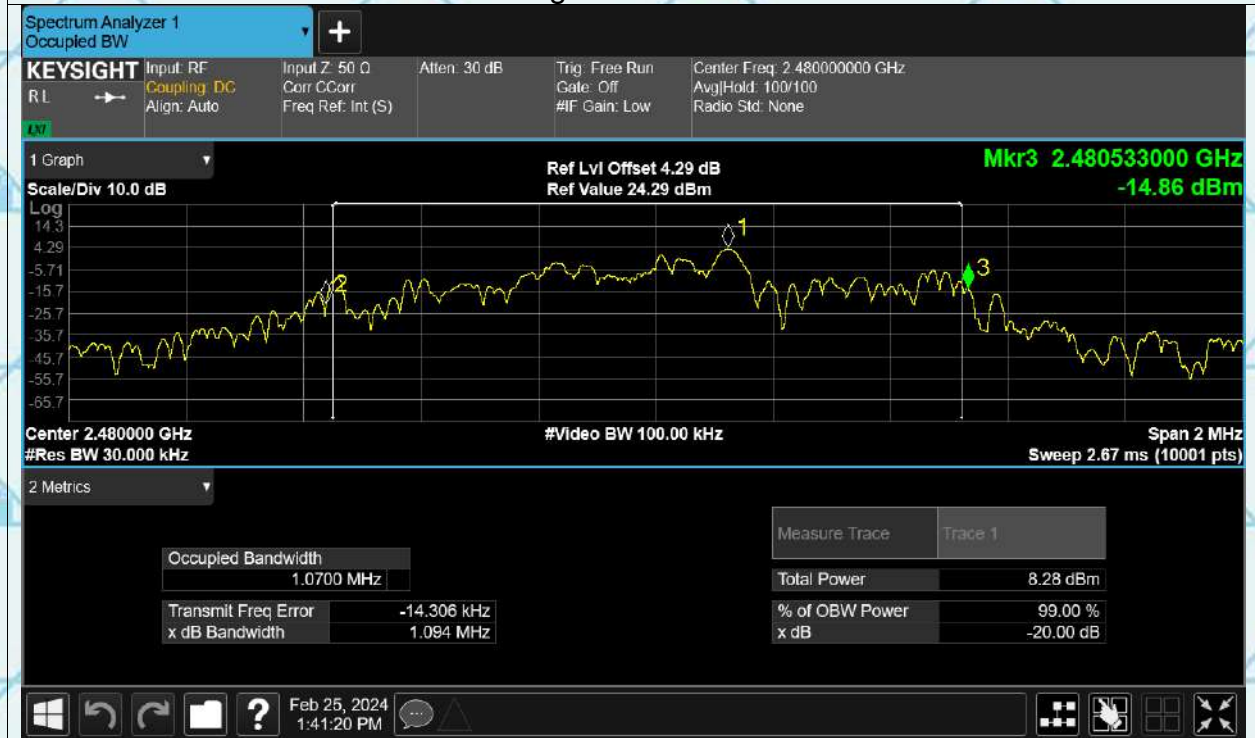 Spectrum Analyzer 1
Occupied BW
+
KEYSIGHT Input: RF Input Z: 50 Ω Atten: 30 dB Trig: Free Run Center Freq: 2.480000000 GHz
RL Coupling: DC Corr CCorr Gate: Off Avg|Hold: 100/100
Align: Auto Freq Ref: Int (S) #IF Gain: Low Radio Std: None
LXI
1 Graph Ref Lvl Offset 4.29 dB Mkr3 2.480533000 GHz
Scale/Div 10.0 dB Ref Value 24.29 dBm -14.86 dBm
Log
14.3
4.29
-5.71
-15.7
-25.7
-35.7
-45.7
-55.7
-65.7
1
2
3
Center 2.480000 GHz #Video BW 100.00 kHz Span 2 MHz
#Res BW 30.000 kHz Sweep 2.67 ms (10001 pts)
2 Metrics
Measure Trace Trace 1
Occupied Bandwidth
1.0700 MHz
Total Power 8.28 dBm
Transmit Freq Error -14.306 kHz % of OBW Power 99.00 %
x dB Bandwidth 1.094 MHz x dB -20.00 dB
? Feb 25, 2024
1:41:20 PM